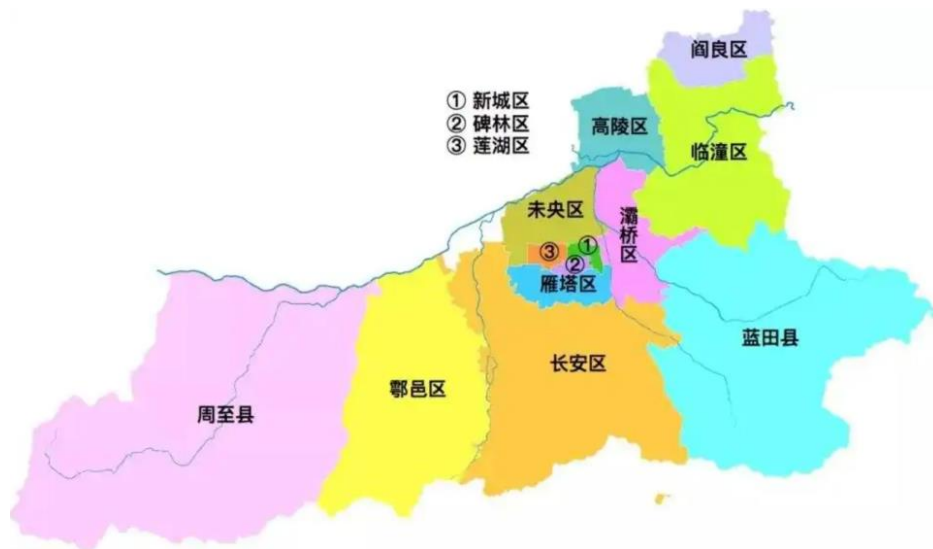 阎良区
① 新城区
② 碑林区
③ 莲湖区
高陵区
临潼区
未央区
灞桥区
①
③
②
雁塔区
蓝田县
长安区
鄠邑区
周至县